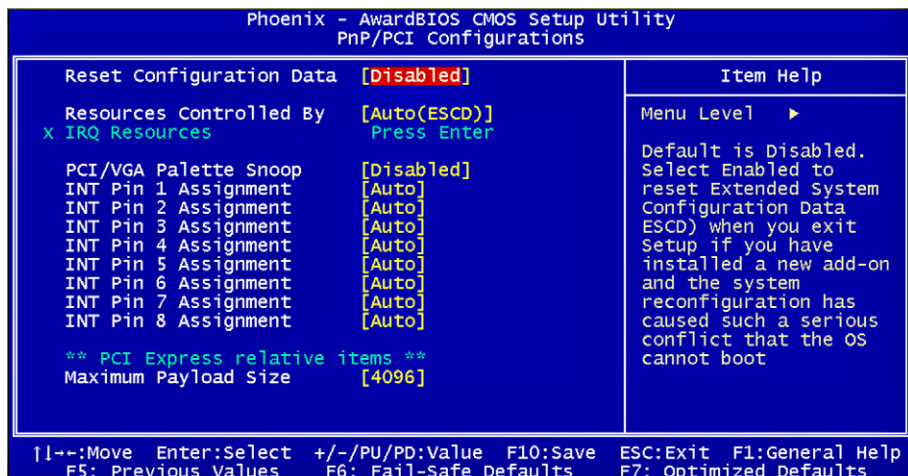 Phoenix - AwardBIOS CMOS Setup Utility
PnP/PCI Configurations
Reset Configuration Data [Disabled]
Resources Controlled By [Auto(ESCD)]
x IRQ Resources Press Enter
PCI/VGA Palette Snoop [Disabled]
INT Pin 1 Assignment [Auto]
INT Pin 2 Assignment [Auto]
INT Pin 3 Assignment [Auto]
INT Pin 4 Assignment [Auto]
INT Pin 5 Assignment [Auto]
INT Pin 6 Assignment [Auto]
INT Pin 7 Assignment [Auto]
INT Pin 8 Assignment [Auto]
** PCI Express relative items **
Maximum Payload Size [4096]
Item Help
Menu Level ►
Default is Disabled.
Select Enabled to
reset Extended System
Configuration Data
ESCD) when you exit
Setup if you have
installed a new add-on
and the system
reconfiguration has
caused such a serious
conflict that the OS
cannot boot
↑↓→←:Move Enter:Select +/-/PU/PD:Value F10:Save ESC:Exit F1:General Help
F5: Previous Values F6: Fail-Safe Defaults F7: Optimized Defaults